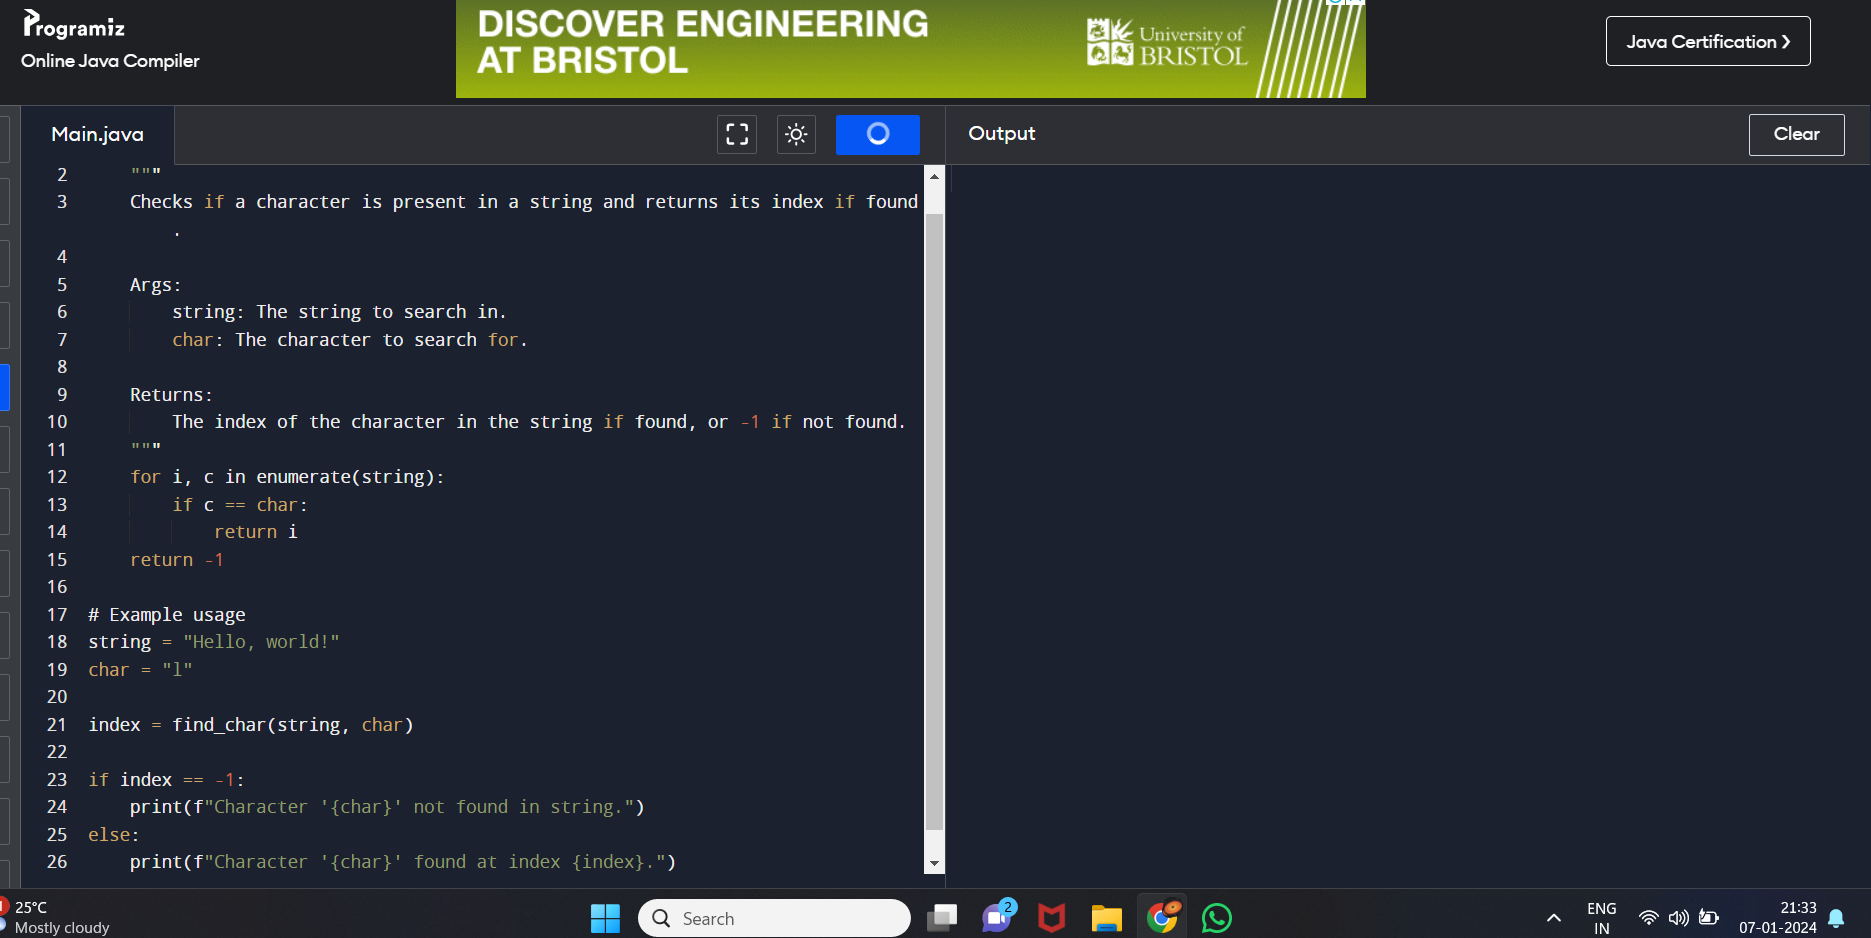 Programiz
Online Java Compiler
DISCOVER ENGINEERING
AT BRISTOL
University of
BRISTOL
Java Certification ❯
Main.java
Output
Clear
2 """
3 Checks if a character is present in a string and returns its index if found
.
4
5 Args:
6 string: The string to search in.
7 char: The character to search for.
8
9 Returns:
10 The index of the character in the string if found, or -1 if not found.
11 """
12 for i, c in enumerate(string):
13 if c == char:
14 return i
15 return -1
16
17 # Example usage
18 string = "Hello, world!"
19 char = "l"
20
21 index = find_char(string, char)
22
23 if index == -1:
24 print(f"Character '{char}' not found in string.")
25 else:
26 print(f"Character '{char}' found at index {index}.")
25°C
Mostly cloudy
Search
2
ENG
IN
21:33
07-01-2024